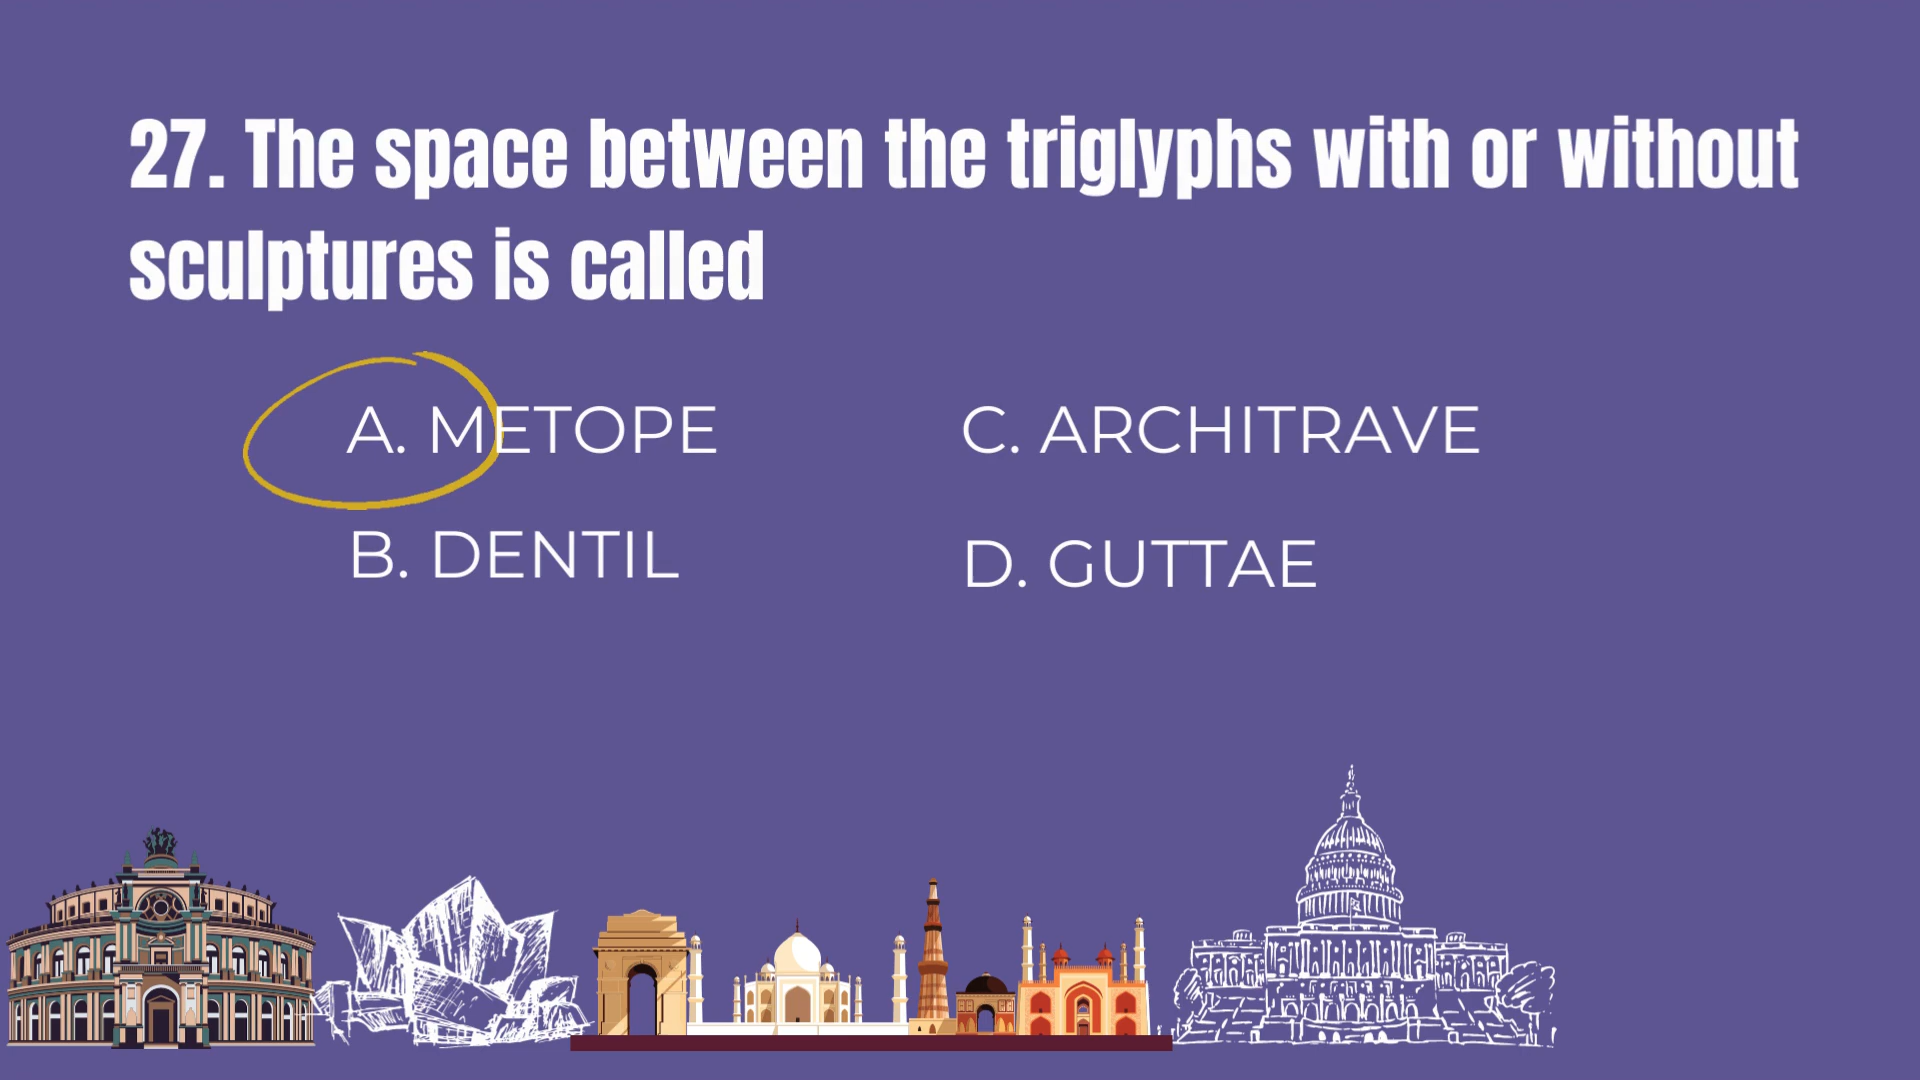 27. The space between the triglyphs with or without
sculptures is called
A. METOPE
B. DENTIL
C. ARCHITRAVE
D. GUTTAE